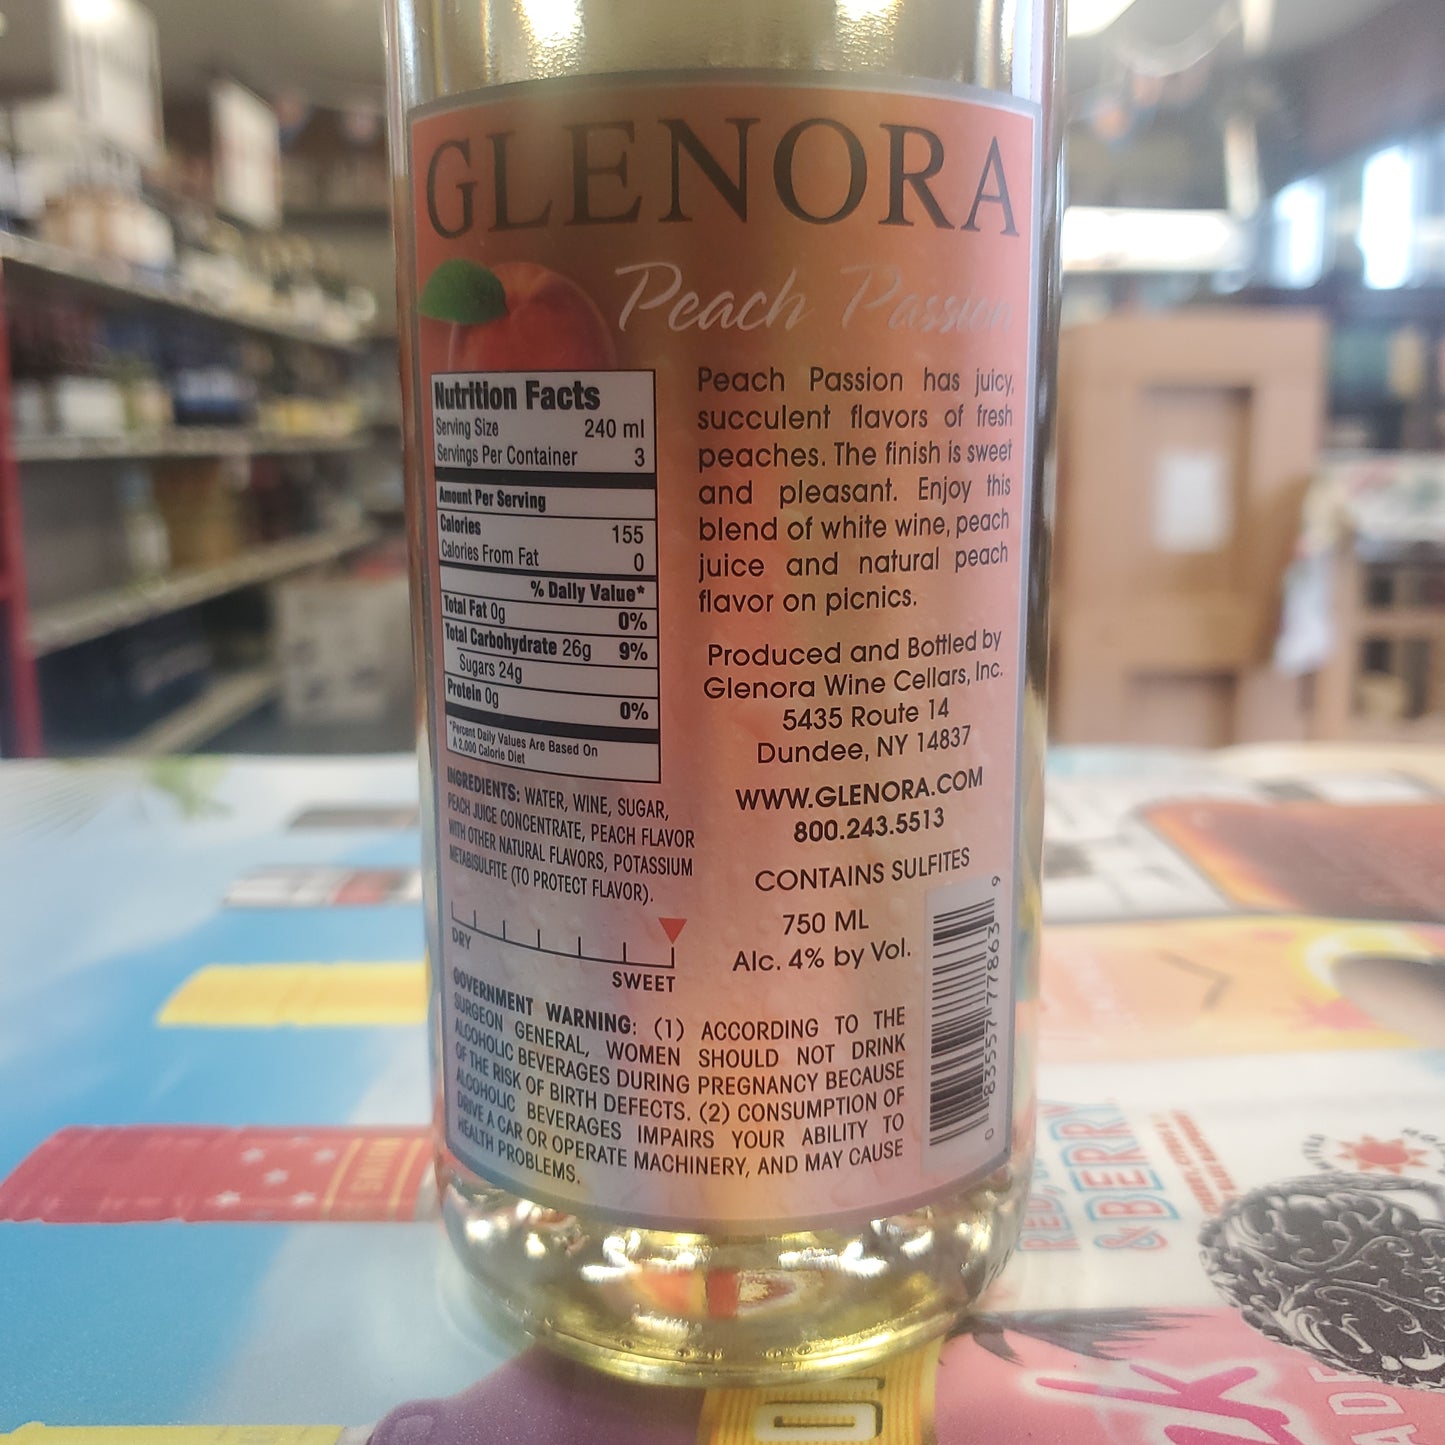 GLENORA
Peach Passion
Nutrition Facts
Serving Size 240 ml
Servings Per Container 3
Amount Per Serving
Calories 155
Calories From Fat 0
% Daily Value*
Total Fat 0g 0%
Total Carbohydrate 26g 9%
Sugars 24g
Protein 0g 0%
*Percent Daily Values Are Based On
A 2,000 Calorie Diet
INGREDIENTS: WATER, WINE, SUGAR,
PEACH JUICE CONCENTRATE, PEACH FLAVOR
WITH OTHER NATURAL FLAVORS, POTASSIUM
METABISULFITE (TO PROTECT FLAVOR).
DRY
SWEET
Peach Passion has juicy,
succulent flavors of fresh
peaches. The finish is sweet
and pleasant. Enjoy this
blend of white wine, peach
juice and natural peach
flavor on picnics.
Produced and Bottled by
Glenora Wine Cellars, Inc.
5435 Route 14
Dundee, NY 14837
WWW.GLENORA.COM
800.243.5513
CONTAINS SULFITES
750 ML
Alc. 4% by Vol.
0 83557 77863 9
GOVERNMENT WARNING: (1) ACCORDING TO THE
SURGEON GENERAL, WOMEN SHOULD NOT DRINK
ALCOHOLIC BEVERAGES DURING PREGNANCY BECAUSE
OF THE RISK OF BIRTH DEFECTS. (2) CONSUMPTION OF
ALCOHOLIC BEVERAGES IMPAIRS YOUR ABILITY TO
DRIVE A CAR OR OPERATE MACHINERY, AND MAY CAUSE
HEALTH PROBLEMS.
RED,
& BERRY